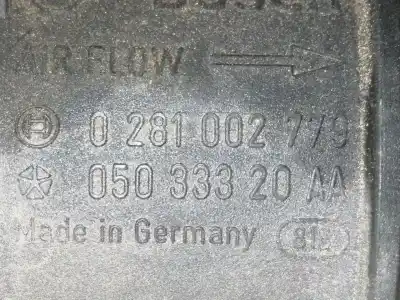 AIR FLOW
0 281 002 779
050 333 20 AA
Made in Germany